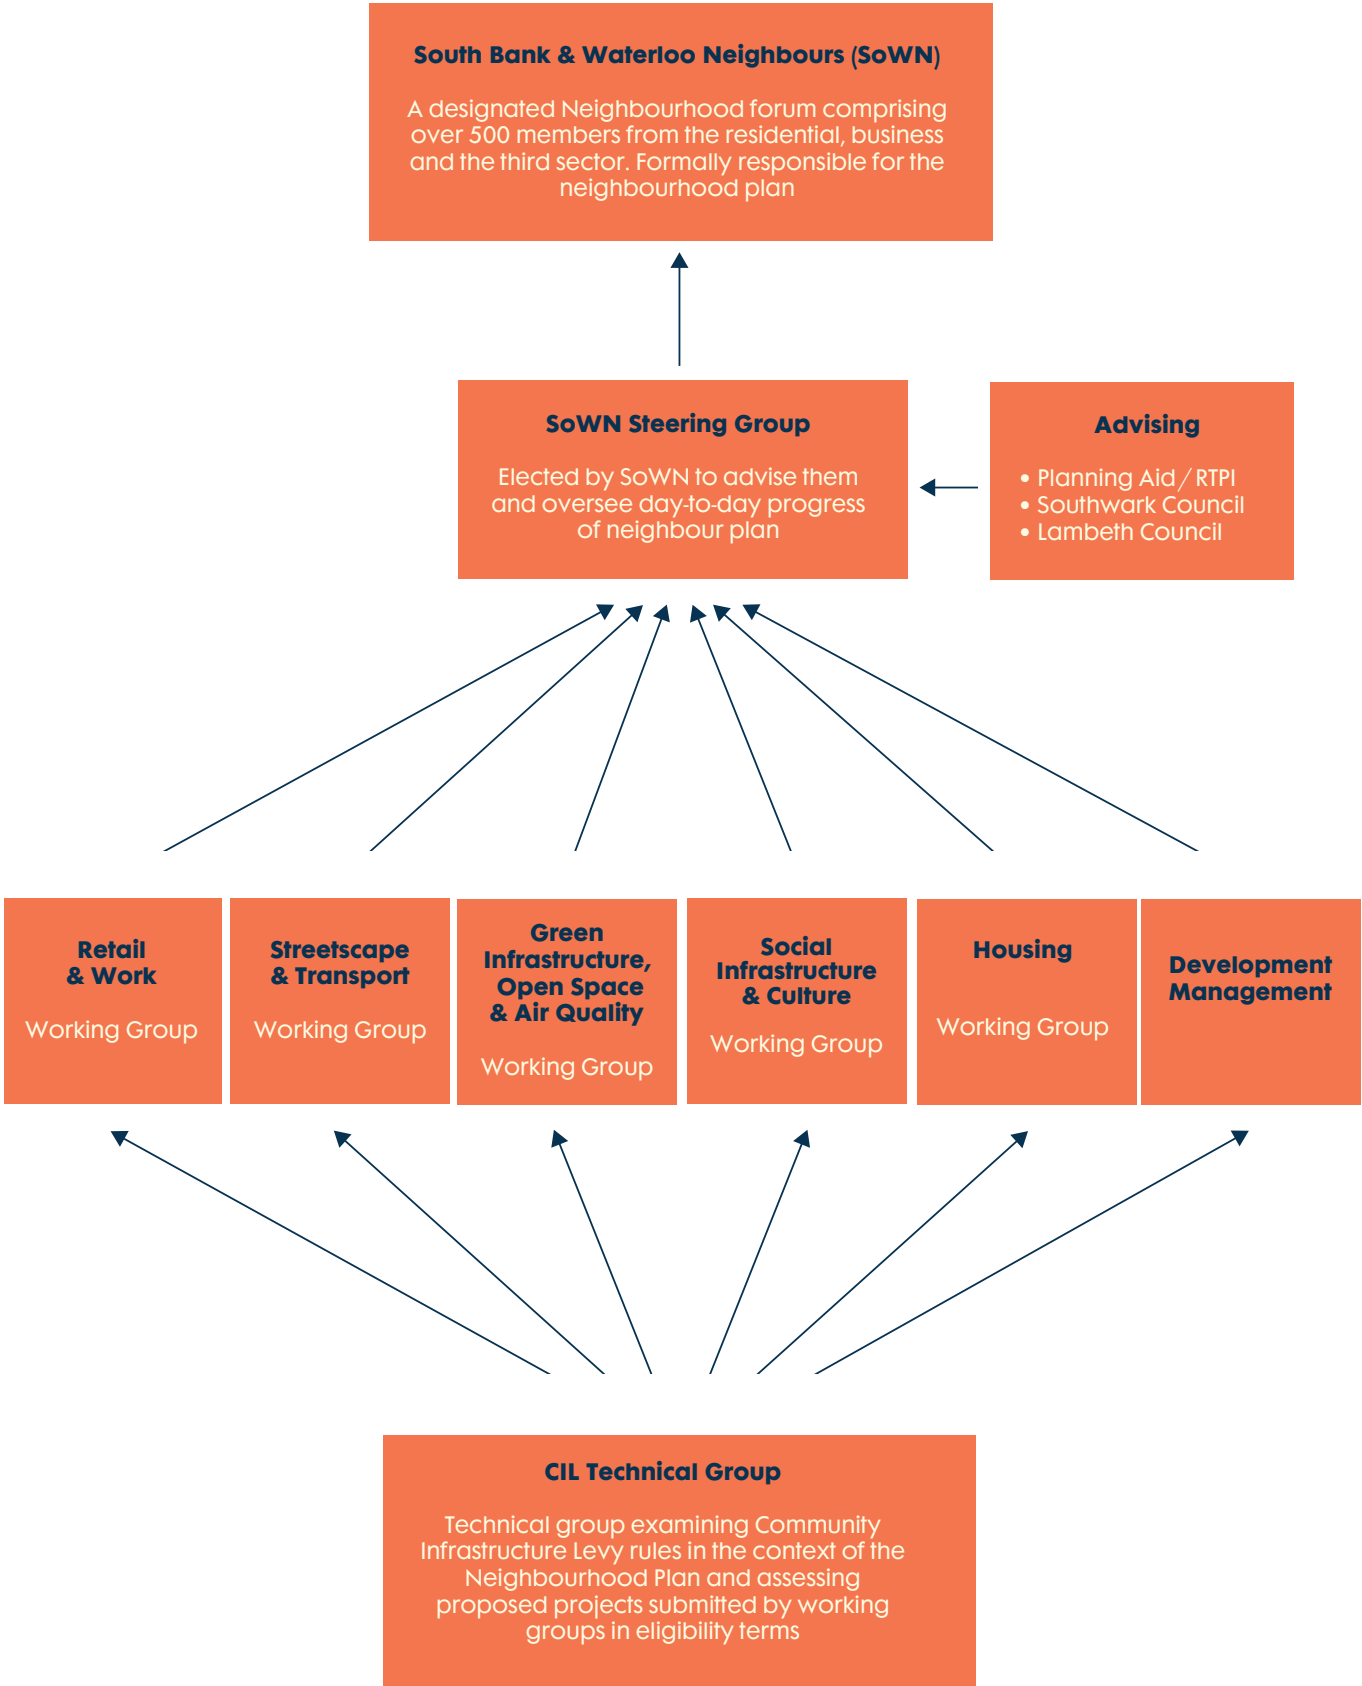 South Bank & Waterloo Neighbours (SoWN)
A designated Neighbourhood forum comprising
over 500 members from the residential, business
and the third sector. Formally responsible for the
neighbourhood plan
SoWN Steering Group
Elected by SoWN to advise them
and oversee day-to-day progress
of neighbour plan
Advising
• Planning Aid / RTPI
• Southwark Council
• Lambeth Council
Retail
& Work
Working Group
Streetscape
& Transport
Working Group
Green
Infrastructure,
Open Space
& Air Quality
Working Group
Social
Infrastructure
& Culture
Working Group
Housing
Working Group
Development
Management
CIL Technical Group
Technical group examining Community
Infrastructure Levy rules in the context of the
Neighbourhood Plan and assessing
proposed projects submitted by working
groups in eligibility terms